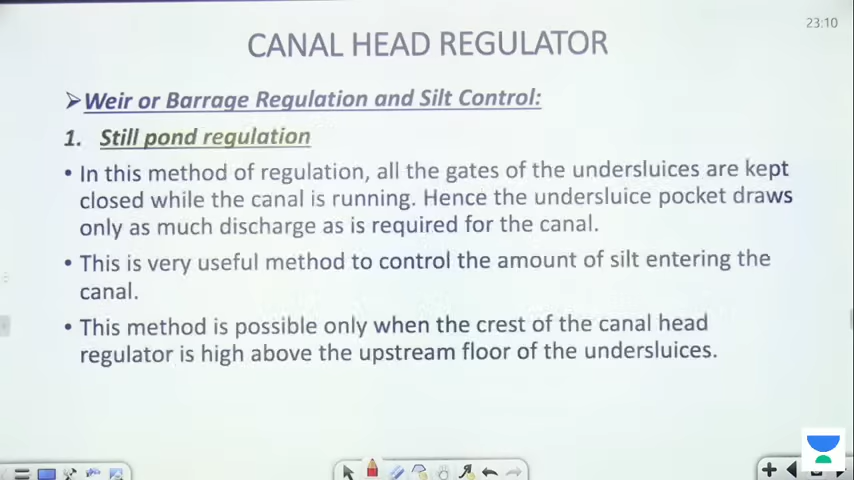 23:10
CANAL HEAD REGULATOR
➤Weir or Barrage Regulation and Silt Control:
1. Still pond regulation
• In this method of regulation, all the gates of the undersluices are kept
closed while the canal is running. Hence the undersluice pocket draws
only as much discharge as is required for the canal.
• This is very useful method to control the amount of silt entering the
canal.
• This method is possible only when the crest of the canal head
regulator is high above the upstream floor of the undersluices.